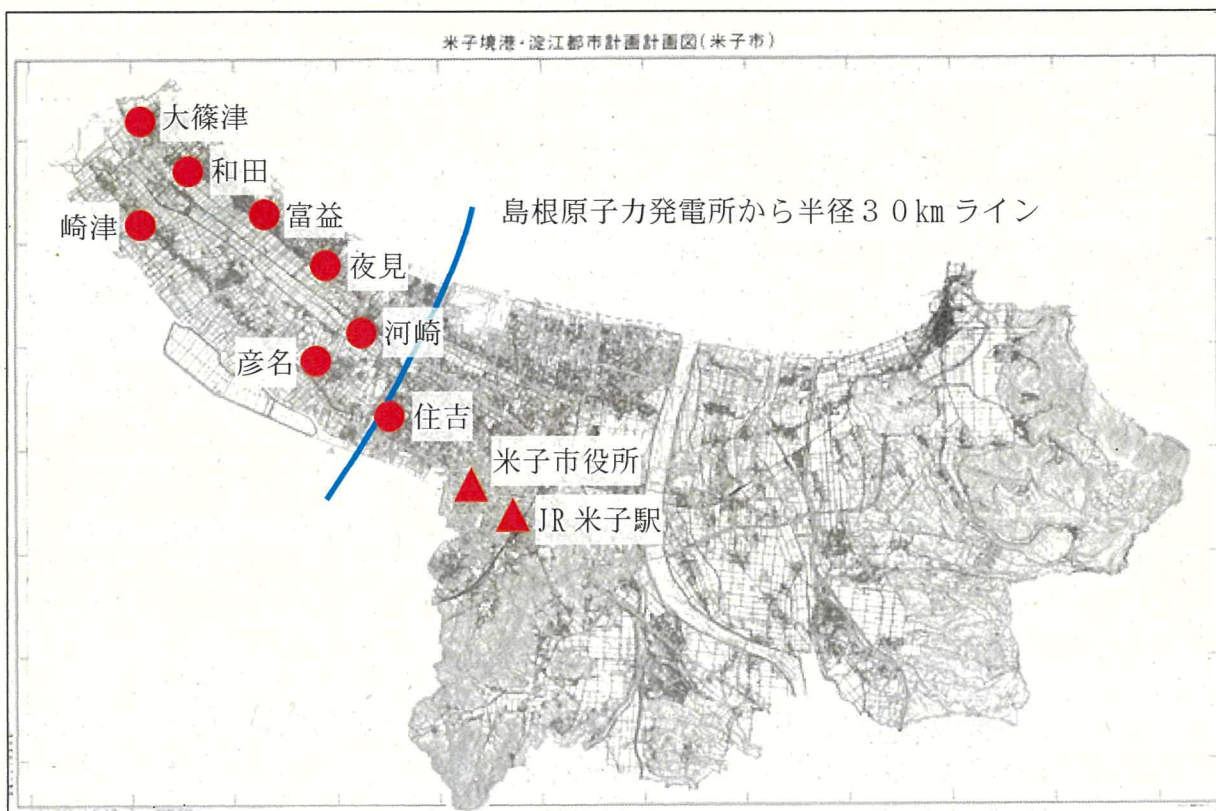 米子境港・淀江都市計画計画図(米子市)
大篠津
和田
崎津
富益
島根原子力発電所から半径３０kmライン
夜見
河崎
彦名
住吉
米子市役所
JR米子駅